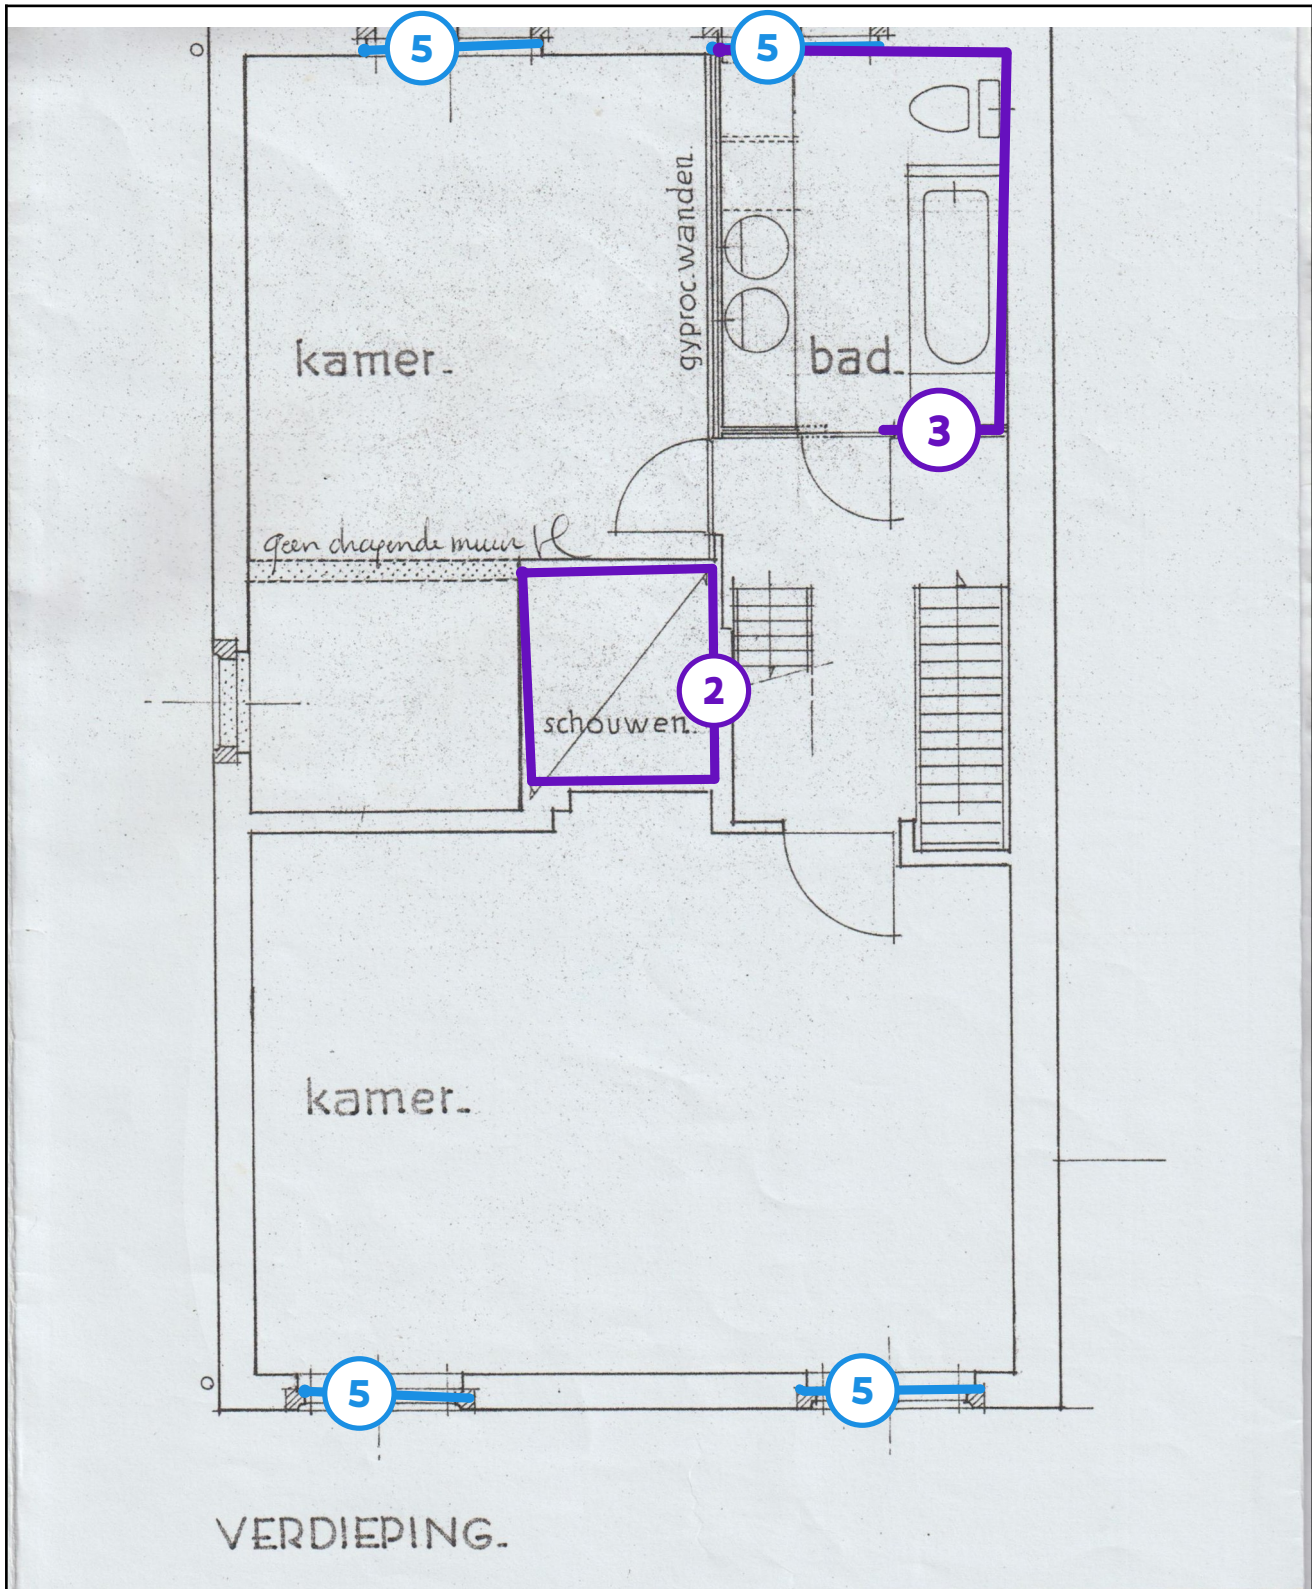 5
5
gyproc.wanden.
kamer.
bad.
3
geen dragende muur
2
schouwen.
kamer.
5
5
VERDIEPING.